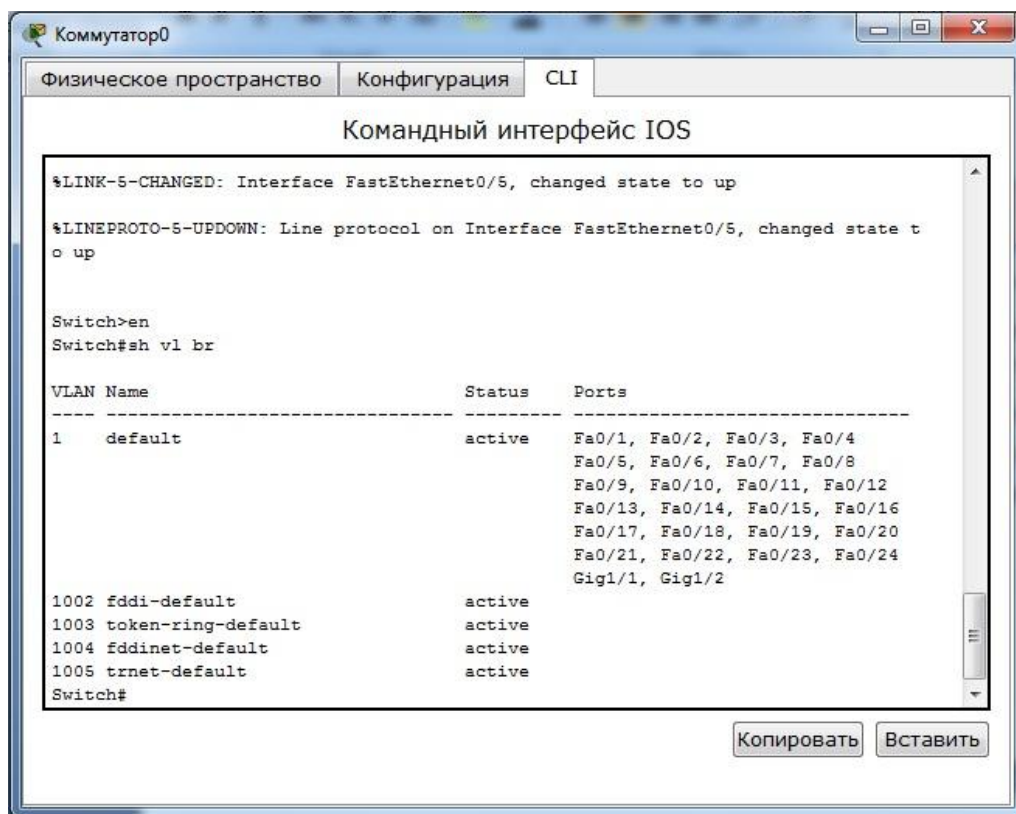 Коммутатор0
Физическое пространство Конфигурация CLI
Командный интерфейс IOS
%LINK-5-CHANGED: Interface FastEthernet0/5, changed state to up
%LINEPROTO-5-UPDOWN: Line protocol on Interface FastEthernet0/5, changed state t
o up
Switch>en
Switch#sh vl br
VLAN Name Status Ports
---- -------------------------------- --------- -------------------------------
1 default active Fa0/1, Fa0/2, Fa0/3, Fa0/4
Fa0/5, Fa0/6, Fa0/7, Fa0/8
Fa0/9, Fa0/10, Fa0/11, Fa0/12
Fa0/13, Fa0/14, Fa0/15, Fa0/16
Fa0/17, Fa0/18, Fa0/19, Fa0/20
Fa0/21, Fa0/22, Fa0/23, Fa0/24
Gig1/1, Gig1/2
1002 fddi-default active
1003 token-ring-default active
1004 fddinet-default active
1005 trnet-default active
Switch#
Копировать Вставить